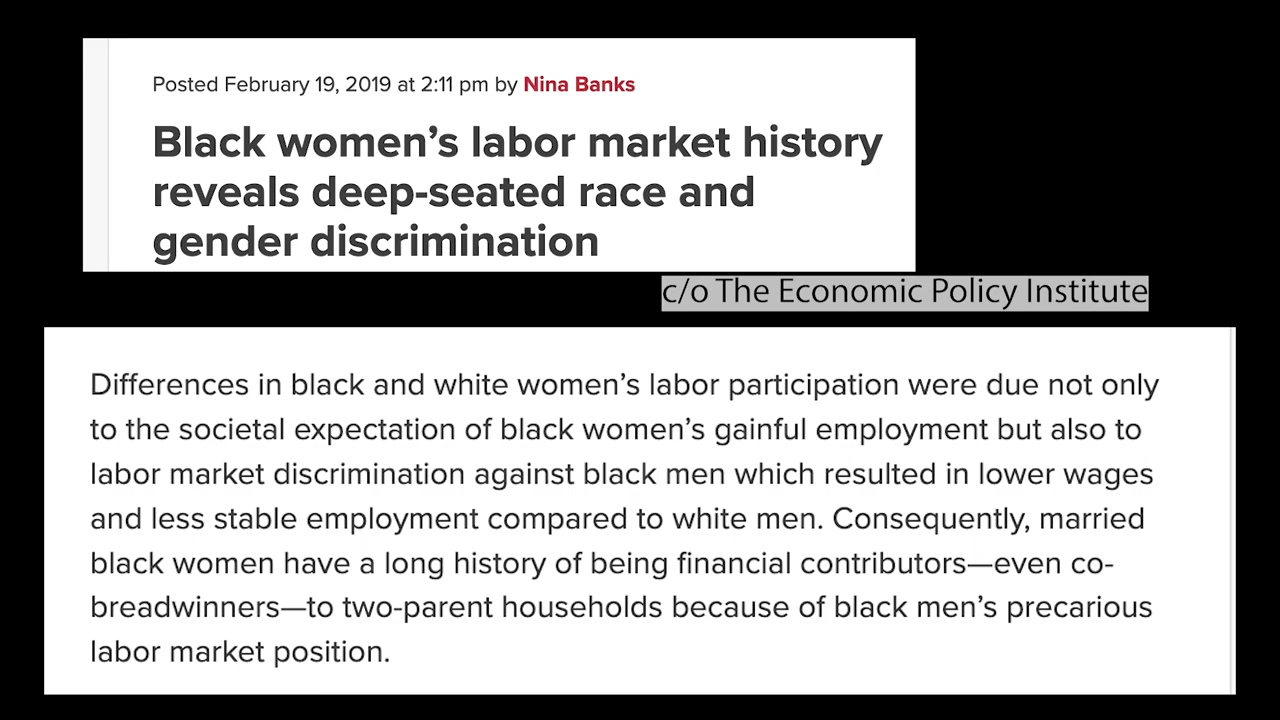 Posted February 19, 2019 at 2:11 pm by Nina Banks
Black women’s labor market history
reveals deep-seated race and
gender discrimination
c/o The Economic Policy Institute
Differences in black and white women’s labor participation were due not only
to the societal expectation of black women’s gainful employment but also to
labor market discrimination against black men which resulted in lower wages
and less stable employment compared to white men. Consequently, married
black women have a long history of being financial contributors—even co-
breadwinners—to two-parent households because of black men’s precarious
labor market position.